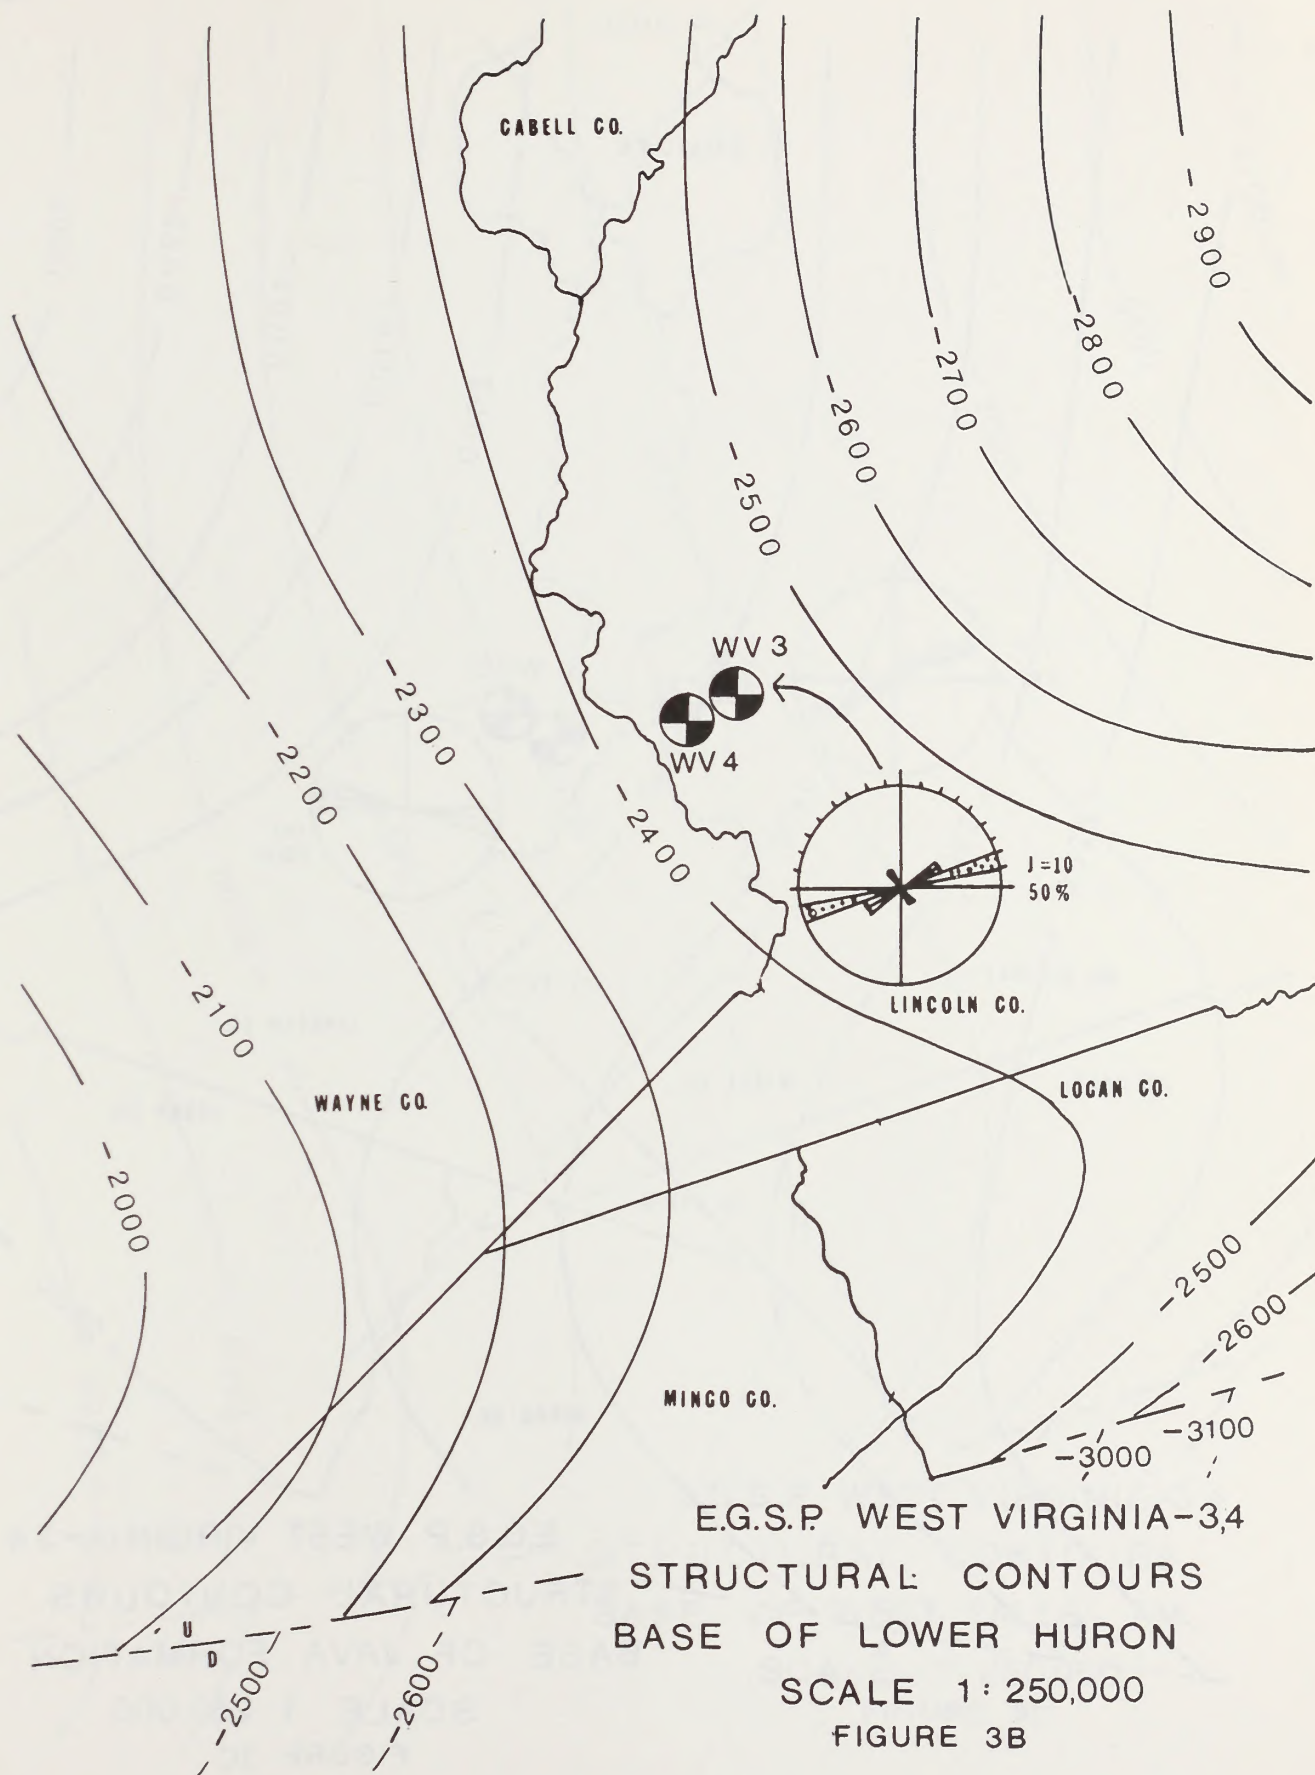 CABELL CO.
-2900
-2800
-2700
-2600
-2500
WV 3
WV 4
-2300
-2200
-2400
J=10
50%
LINCOLN CO.
-2100
WAYNE CO.
LOGAN CO.
-2000
-2500
-2600
MINGO CO.
-3100
-3000
U
D
-2500
-2600
E.G.S.P. WEST VIRGINIA-3,4
STRUCTURAL CONTOURS
BASE OF LOWER HURON
SCALE 1:250,000
FIGURE 3B